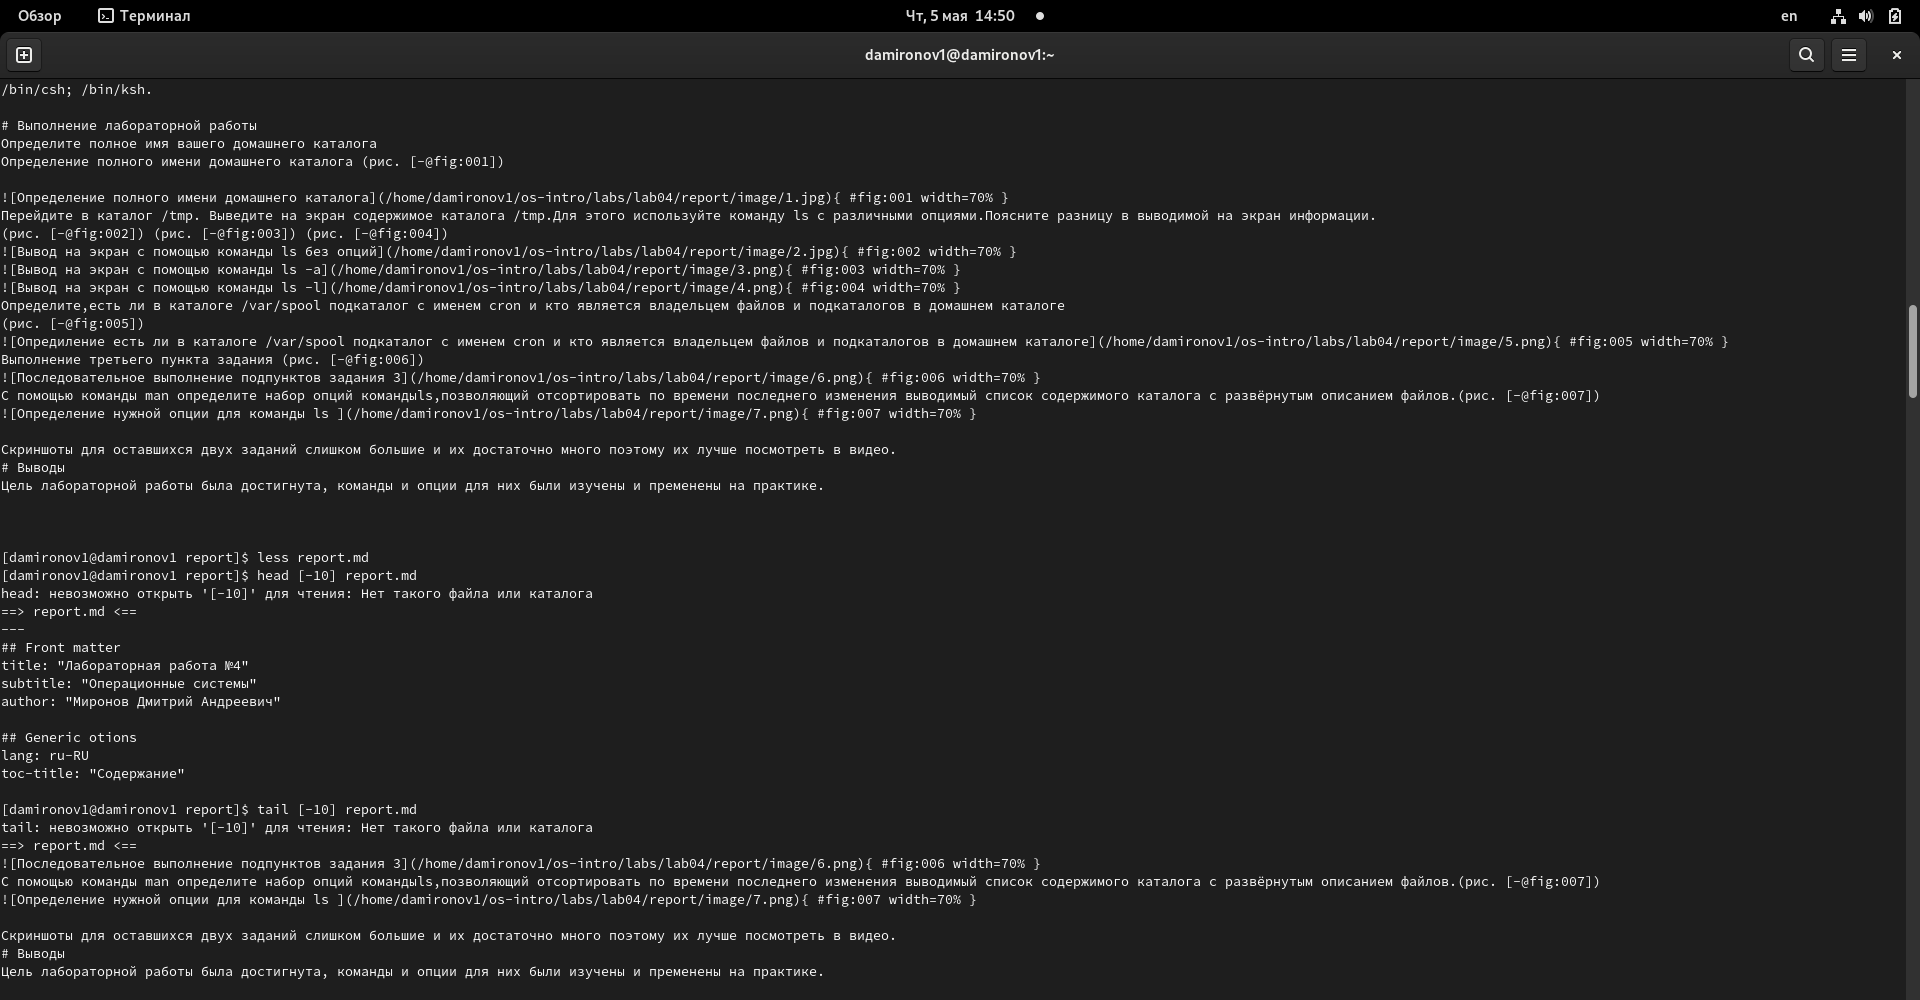 Обзор Терминал Чт, 5 мая 14:50 en
damironov1@damironov1:~
/bin/csh; /bin/ksh.
# Выполнение лабораторной работы
Определите полное имя вашего домашнего каталога
Определение полного имени домашнего каталога (рис. [-@fig:001])
![Определение полного имени домашнего каталога](/home/damironov1/os-intro/labs/lab04/report/image/1.jpg){ #fig:001 width=70% }
Перейдите в каталог /tmp. Выведите на экран содержимое каталога /tmp.Для этого используйте команду ls с различными опциями.Поясните разницу в выводимой на экран информации.
(рис. [-@fig:002]) (рис. [-@fig:003]) (рис. [-@fig:004])
![Вывод на экран с помощью команды ls без опций](/home/damironov1/os-intro/labs/lab04/report/image/2.jpg){ #fig:002 width=70% }
![Вывод на экран с помощью команды ls -a](/home/damironov1/os-intro/labs/lab04/report/image/3.png){ #fig:003 width=70% }
![Вывод на экран с помощью команды ls -l](/home/damironov1/os-intro/labs/lab04/report/image/4.png){ #fig:004 width=70% }
Определите,есть ли в каталоге /var/spool подкаталог с именем cron и кто является владельцем файлов и подкаталогов в домашнем каталоге
(рис. [-@fig:005])
![Опредиление есть ли в каталоге /var/spool подкаталог с именем cron и кто является владельцем файлов и подкаталогов в домашнем каталоге](/home/damironov1/os-intro/labs/lab04/report/image/5.png){ #fig:005 width=70% }
Выполнение третьего пункта задания (рис. [-@fig:006])
![Последовательное выполнение подпунктов задания 3](/home/damironov1/os-intro/labs/lab04/report/image/6.png){ #fig:006 width=70% }
С помощью команды man определите набор опций командыls,позволяющий отсортировать по времени последнего изменения выводимый список содержимого каталога с развёрнутым описанием файлов.(рис. [-@fig:007])
![Определение нужной опции для команды ls ](/home/damironov1/os-intro/labs/lab04/report/image/7.png){ #fig:007 width=70% }
Скриншоты для оставшихся двух заданий слишком большие и их достаточно много поэтому их лучше посмотреть в видео.
# Выводы
Цель лабораторной работы была достигнута, команды и опции для них были изучены и пременены на практике.
[damironov1@damironov1 report]$ less report.md
[damironov1@damironov1 report]$ head [-10] report.md
head: невозможно открыть '[-10]' для чтения: Нет такого файла или каталога
==> report.md <==
---
## Front matter
title: "Лабораторная работа №4"
subtitle: "Операционные системы"
author: "Миронов Дмитрий Андреевич"
## Generic otions
lang: ru-RU
toc-title: "Содержание"
[damironov1@damironov1 report]$ tail [-10] report.md
tail: невозможно открыть '[-10]' для чтения: Нет такого файла или каталога
==> report.md <==
![Последовательное выполнение подпунктов задания 3](/home/damironov1/os-intro/labs/lab04/report/image/6.png){ #fig:006 width=70% }
С помощью команды man определите набор опций командыls,позволяющий отсортировать по времени последнего изменения выводимый список содержимого каталога с развёрнутым описанием файлов.(рис. [-@fig:007])
![Определение нужной опции для команды ls ](/home/damironov1/os-intro/labs/lab04/report/image/7.png){ #fig:007 width=70% }
Скриншоты для оставшихся двух заданий слишком большие и их достаточно много поэтому их лучше посмотреть в видео.
# Выводы
Цель лабораторной работы была достигнута, команды и опции для них были изучены и пременены на практике.